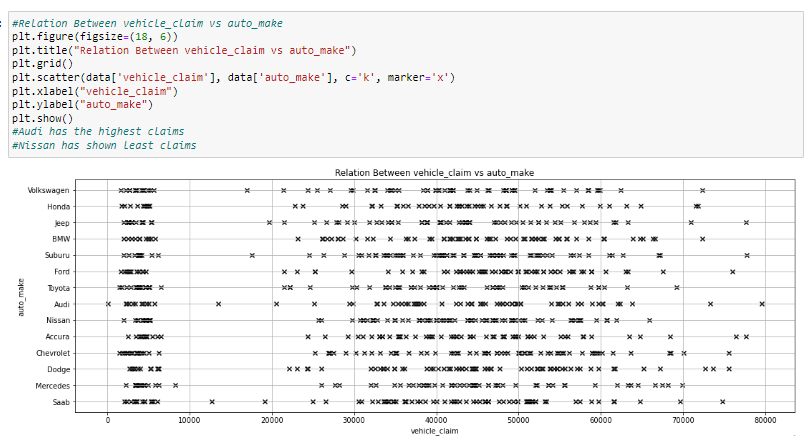 #Relation Between vehicle_claim vs auto_make
plt.figure(figsize=(18, 6))
plt.title("Relation Between vehicle_claim vs auto_make")
plt.grid()
plt.scatter(data['vehicle_claim'], data['auto_make'], c='k', marker='x')
plt.xlabel("vehicle_claim")
plt.ylabel("auto_make")
plt.show()
#Audi has the highest claims
#Nissan has shown least claims
Relation Between vehicle_claim vs auto_make
auto_make
Volkswagen
Honda
Jeep
BMW
Suburu
Ford
Toyota
Audi
Nissan
Accura
Chevrolet
Dodge
Mercedes
Saab
0 10000 20000 30000 40000 50000 60000 70000 80000
vehicle_claim